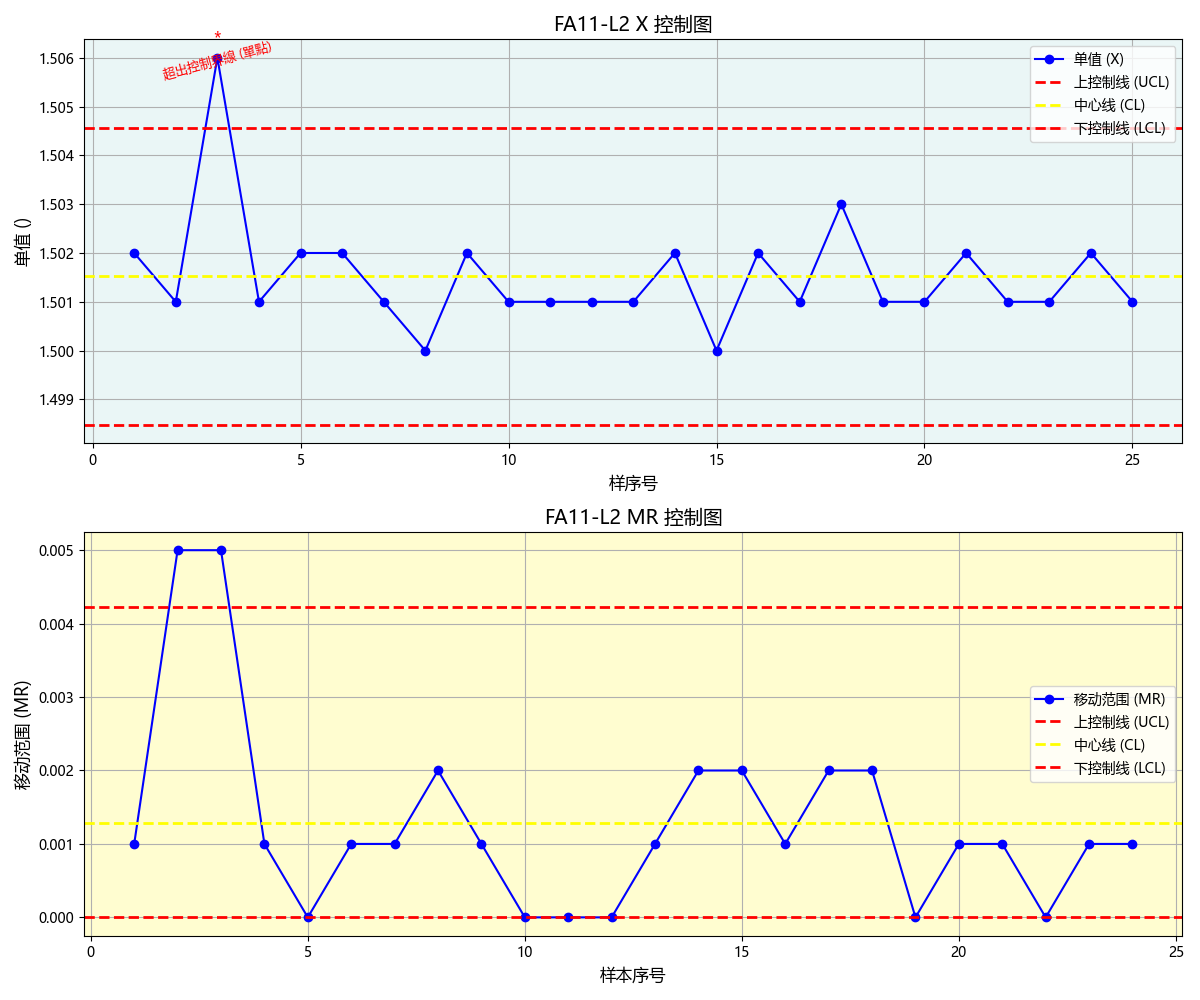 FA11-L2 X 控制图
*
超出控制界線 (單點)
单值 (X)
上控制线 (UCL)
中心线 (CL)
下控制线 (LCL)
单值 ()
1.506
1.505
1.504
1.503
1.502
1.501
1.500
1.499
0 5 10 15 20 25
样序号
FA11-L2 MR 控制图
移动范围 (MR)
上控制线 (UCL)
中心线 (CL)
下控制线 (LCL)
移动范围 (MR)
0.005
0.004
0.003
0.002
0.001
0.000
0 5 10 15 20 25
样本序号